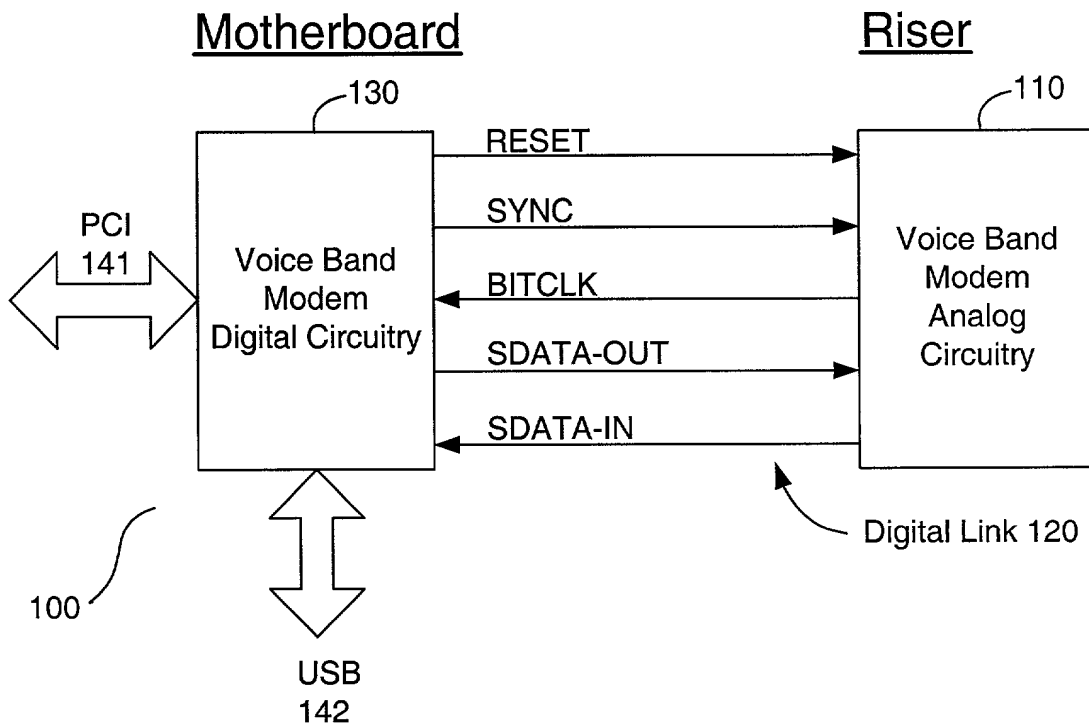 Motherboard
Riser
130
110
RESET
SYNC
BITCLK
SDATA-OUT
SDATA-IN
PCI
141
Voice Band
Modem
Digital Circuitry
Voice Band
Modem
Analog
Circuitry
Digital Link 120
100
USB
142